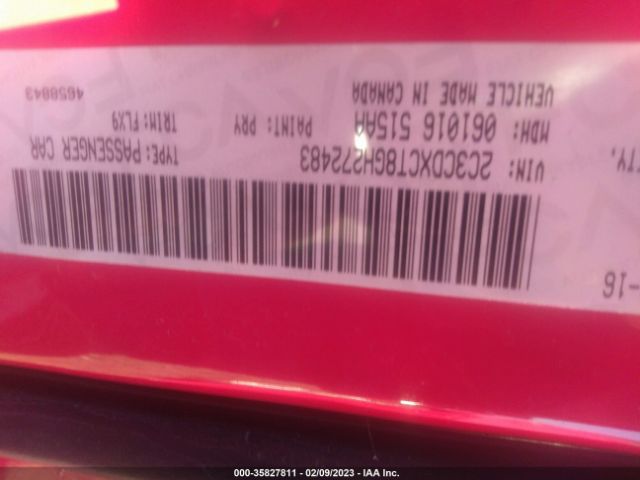 -16
VIN: 2C3CDXCT8GH272483 TYPE: PASSENGER CAR
MDH: 061016 515AA PAINT: PRY TRIM: FLX9
VEHICLE MADE IN CANADA 4658843
000-35827811 — 02/09/2023 — IAA Inc.